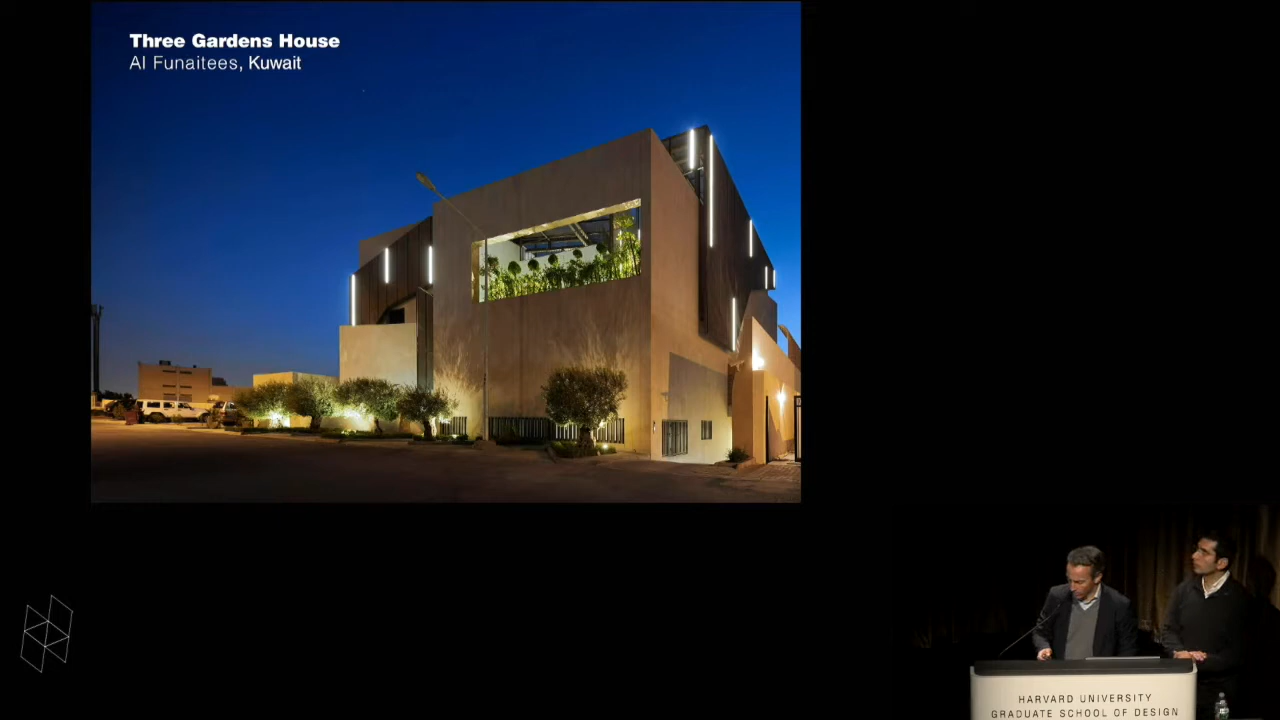 Three Gardens House
Al Funaitees, Kuwait
HARVARD UNIVERSITY
GRADUATE SCHOOL OF DESIGN